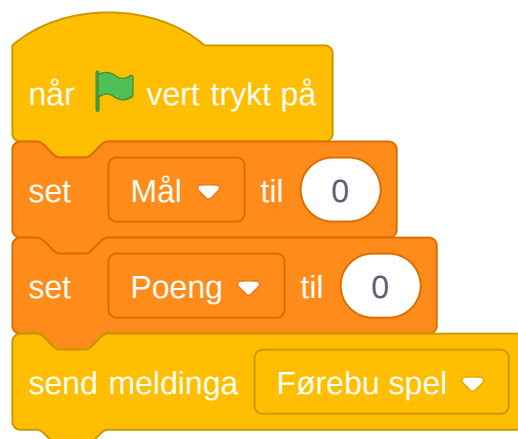 når vert trykt på
set Mål til 0
set Poeng til 0
send meldinga Førebu spel